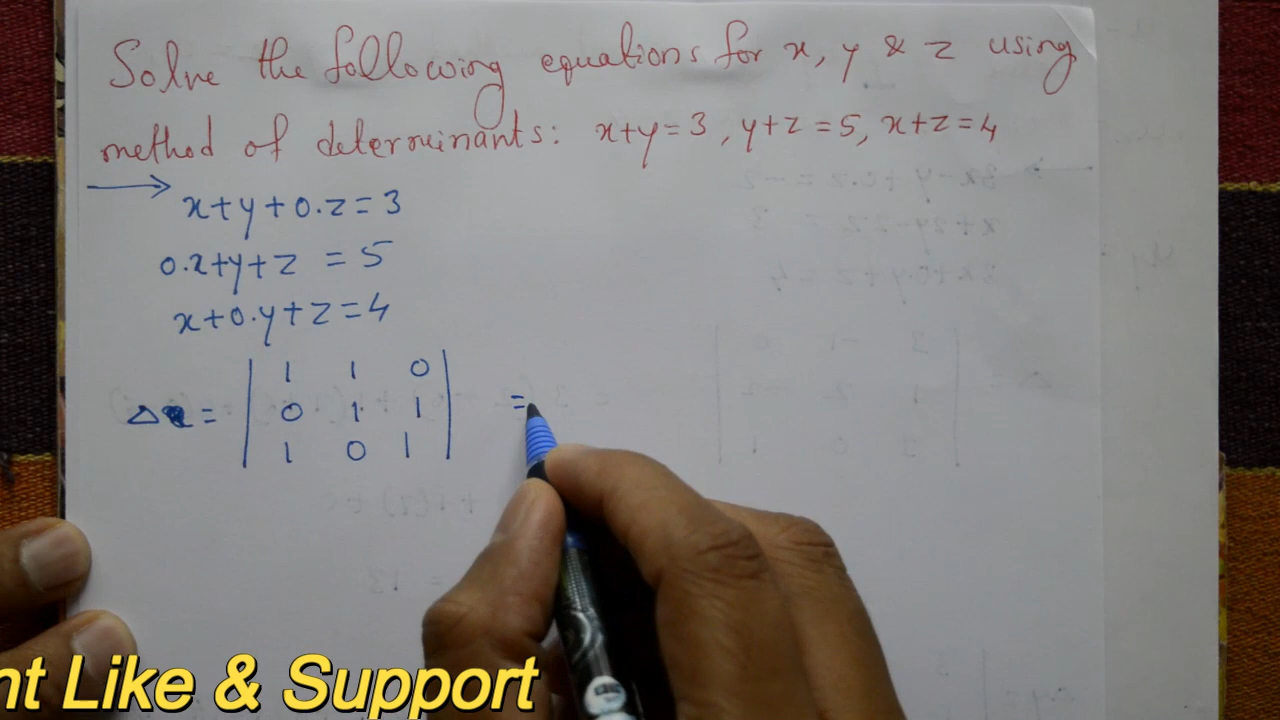 Solve the following equations for x, y & z using
method of determinants: x+y=3, y+z=5, x+z=4
x+y+0.z=3
0.x+y+z=5
x+0.y+z=4
1 1 0
Δ= 0 1 1 =
1 0 1
nt Like & Support